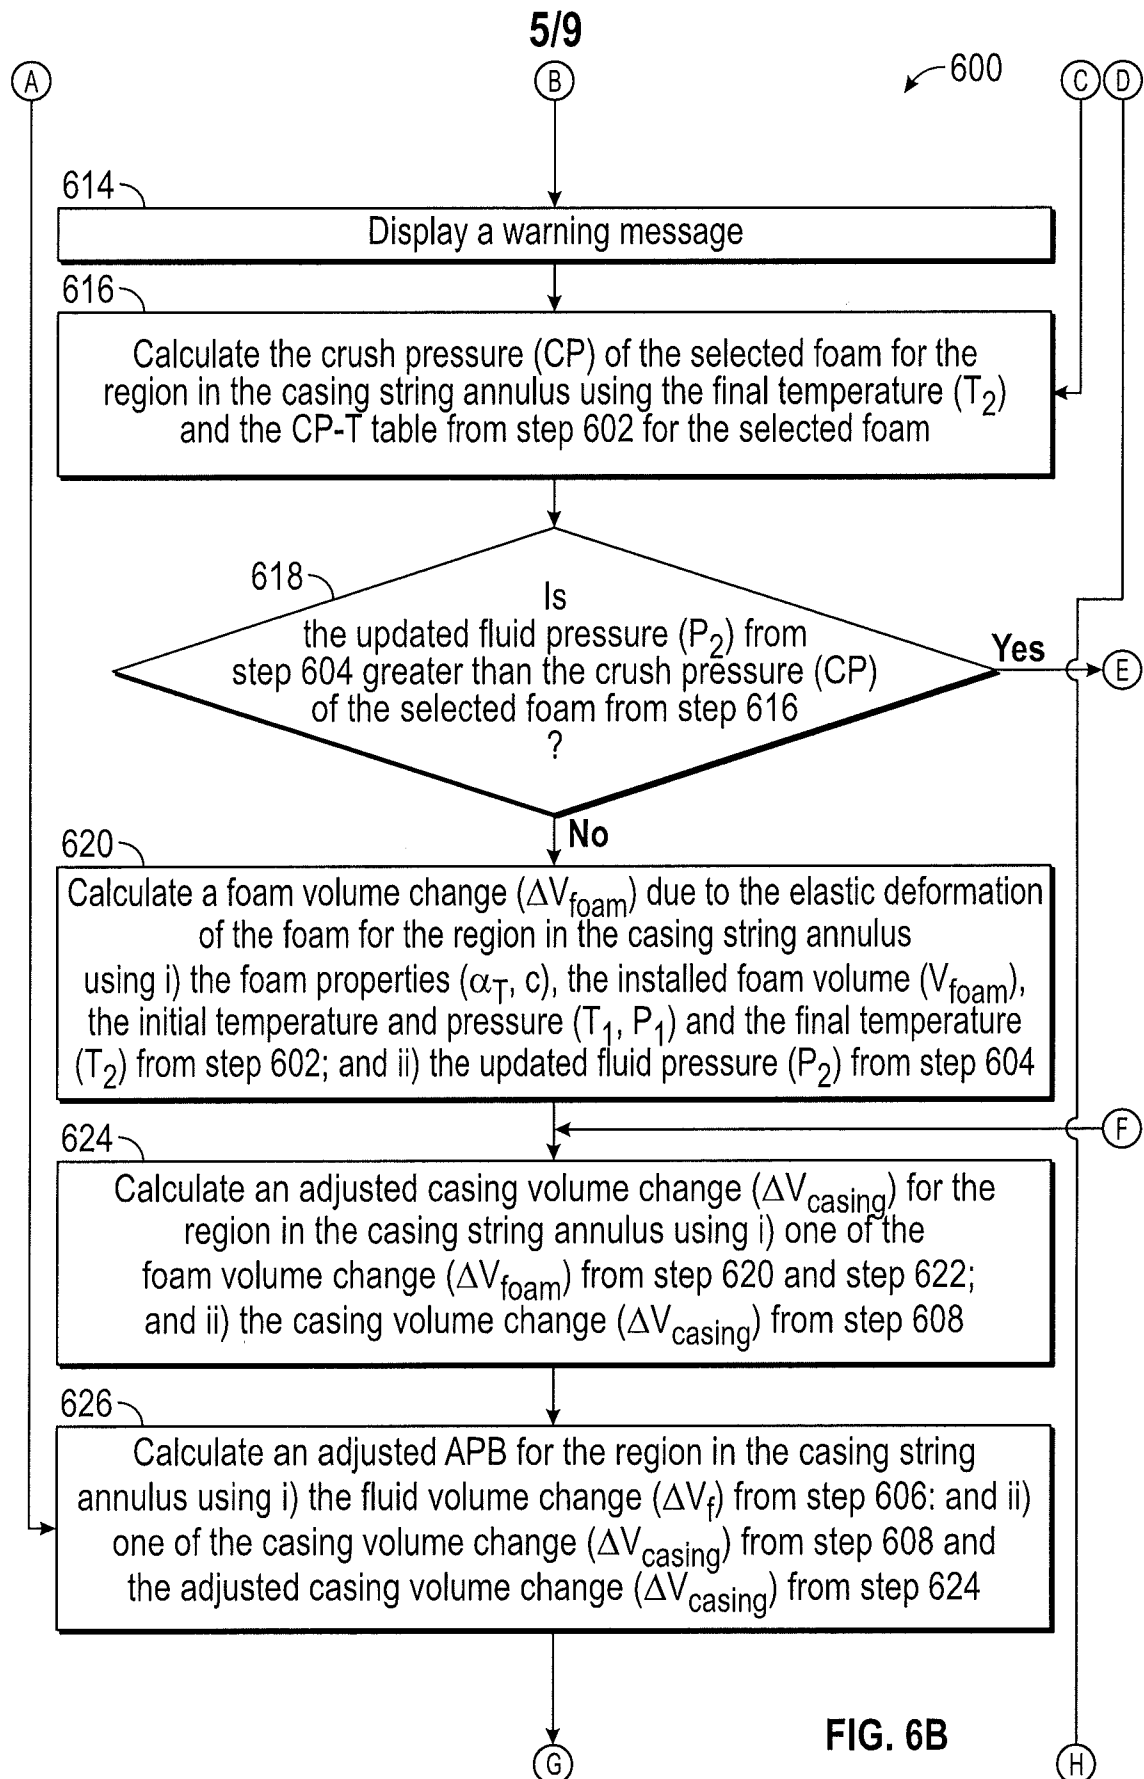 5/9
A
B
600
C
D
614
Display a warning message
616
Calculate the crush pressure (CP) of the selected foam for the
region in the casing string annulus using the final temperature (T2)
and the CP-T table from step 602 for the selected foam
618
Is
the updated fluid pressure (P2) from
step 604 greater than the crush pressure (CP)
of the selected foam from step 616
?
Yes
E
No
620
Calculate a foam volume change (ΔVfoam) due to the elastic deformation
of the foam for the region in the casing string annulus
using i) the foam properties (αT, c), the installed foam volume (Vfoam),
the initial temperature and pressure (T1, P1) and the final temperature
(T2) from step 602; and ii) the updated fluid pressure (P2) from step 604
F
624
Calculate an adjusted casing volume change (ΔVcasing) for the
region in the casing string annulus using i) one of the
foam volume change (ΔVfoam) from step 620 and step 622;
and ii) the casing volume change (ΔVcasing) from step 608
626
Calculate an adjusted APB for the region in the casing string
annulus using i) the fluid volume change (ΔVf) from step 606: and ii)
one of the casing volume change (ΔVcasing) from step 608 and
the adjusted casing volume change (ΔVcasing) from step 624
FIG. 6B
G
H